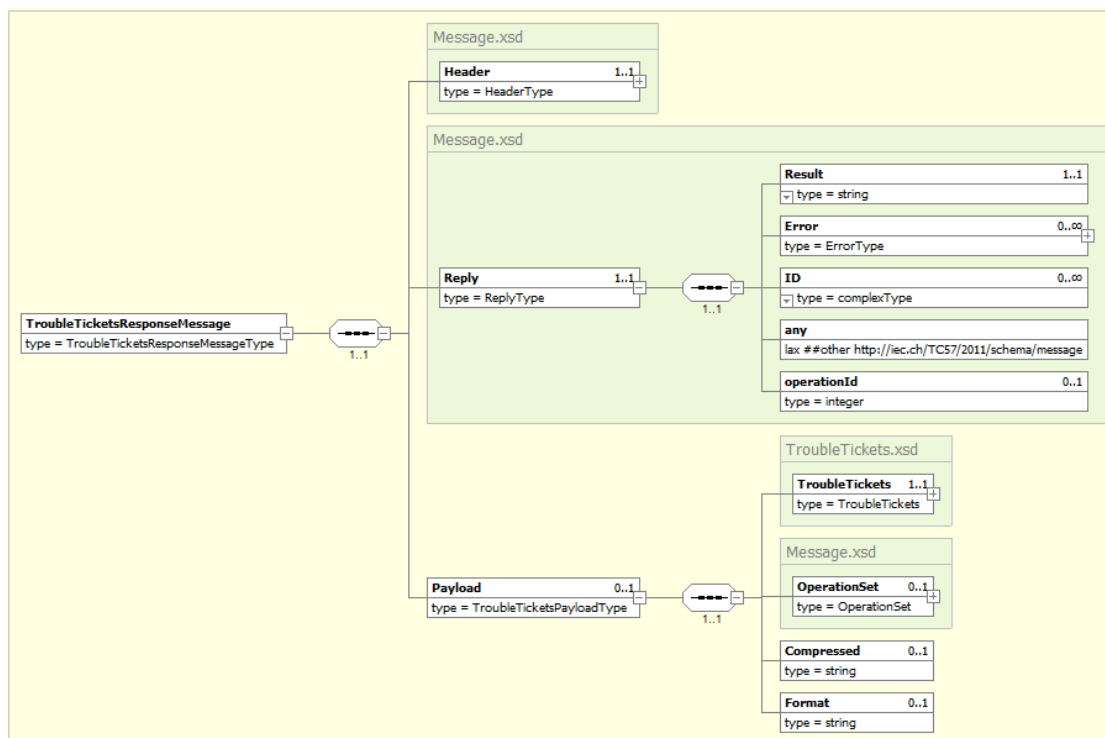 Message.xsd
Header 1..1
type = HeaderType
Message.xsd
Result 1..1
type = string
Error 0..∞
type = ErrorType
Reply 1..1
type = ReplyType
1..1
ID 0..∞
type = complexType
any
lax ##other http://iec.ch/TC57/2011/schema/message
operationId 0..1
type = integer
TroubleTicketsResponseMessage
type = TroubleTicketsResponseMessageType
1..1
TroubleTickets.xsd
TroubleTickets 1..1
type = TroubleTickets
Message.xsd
Payload 0..1
type = TroubleTicketsPayloadType
1..1
OperationSet 0..1
type = OperationSet
Compressed 0..1
type = string
Format 0..1
type = string